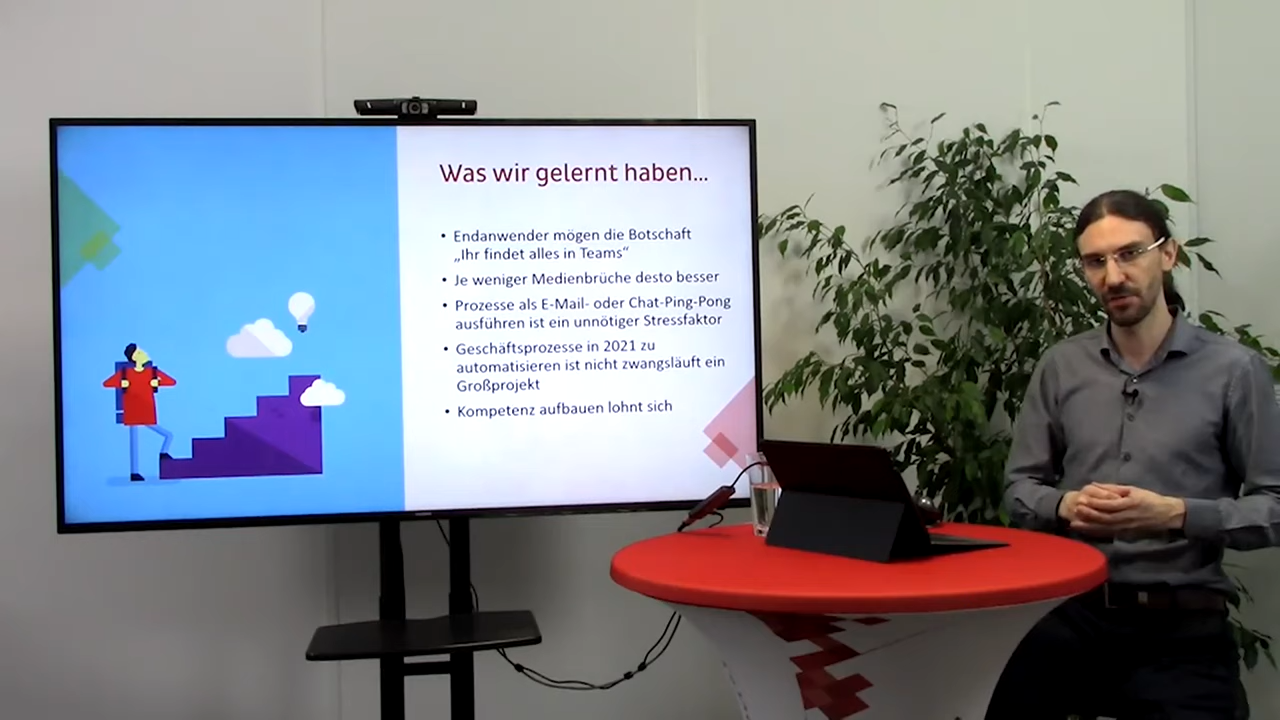 Was wir gelernt haben...
• Endanwender mögen die Botschaft
„Ihr findet alles in Teams“
• Je weniger Medienbrüche desto besser
• Prozesse als E-Mail- oder Chat-Ping-Pong
ausführen ist ein unnötiger Stressfaktor
• Geschäftsprozesse in 2021 zu
automatisieren ist nicht zwangsläuft ein
Großprojekt
• Kompetenz aufbauen lohnt sich